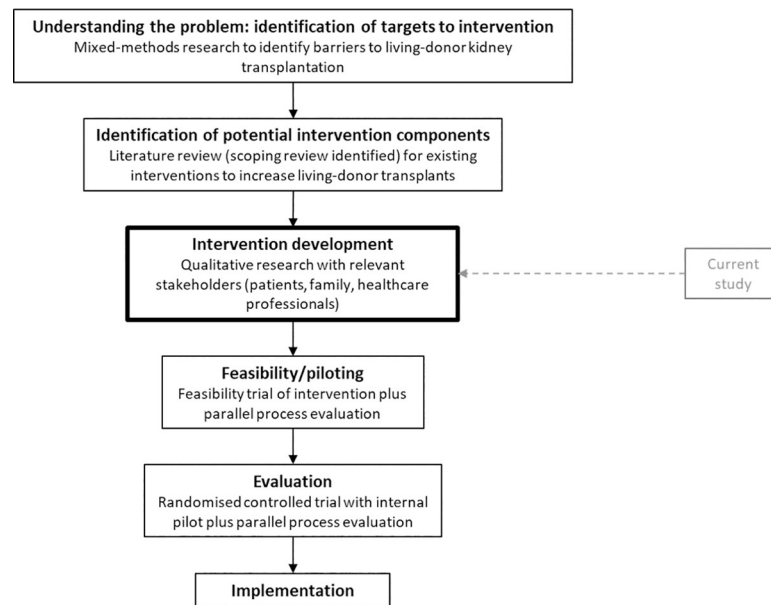 Understanding the problem: identification of targets to intervention
Mixed-methods research to identify barriers to living-donor kidney
transplantation
Identification of potential intervention components
Literature review (scoping review identified) for existing
interventions to increase living-donor transplants
Intervention development
Qualitative research with relevant
stakeholders (patients, family, healthcare
professionals)
Current
study
Feasibility/piloting
Feasibility trial of intervention plus
parallel process evaluation
Evaluation
Randomised controlled trial with internal
pilot plus parallel process evaluation
Implementation